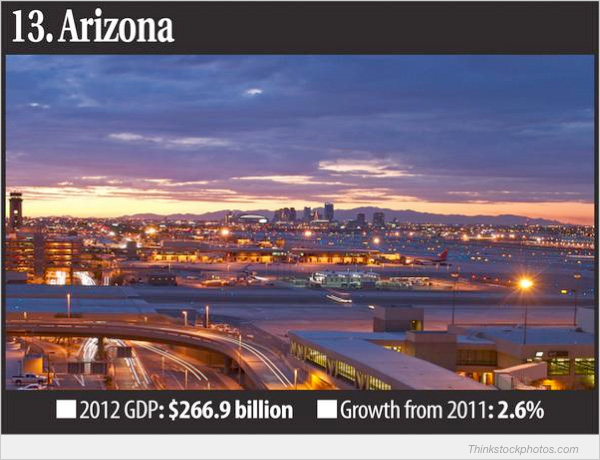 13. Arizona
2012 GDP: $266.9 billion Growth from 2011: 2.6%
Thinkstockphotos.com